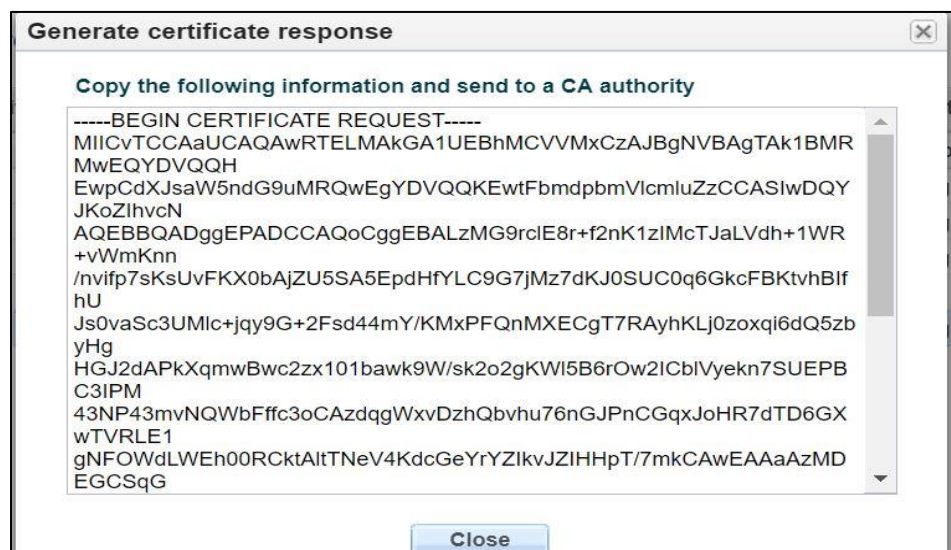 Generate certificate response
Copy the following information and send to a CA authority
-----BEGIN CERTIFICATE REQUEST-----
MIICvTCCAaUCAQAwRTELMAkGA1UEBhMCVVMxCzAJBgNVBAgTAk1BMR
MwEQYDVQQH
EwpCdXJsaW5ndG9uMRQwEgYDVQQKEwtFbmdpbmVlcmluZzCCASIwDQY
JKoZIhvcN
AQEBBQADggEPADCCAQoCggEBALzMG9rclE8r+f2nK1zIMcTJaLVdh+1WR
+vWmKnn
/nvifp7sKsUvFKX0bAjZU5SA5EpdHfYLC9G7jMz7dKJ0SUC0q6GkcFBKtvhBIf
hU
Js0vaSc3UMlc+jqy9G+2Fsd44mY/KMxPFQnMXECgT7RAyhKLj0zoxqi6dQ5zb
yHg
HGJ2dAPkXqmwBwc2zx101bawk9W/sk2o2gKWl5B6rOw2ICblVyekn7SUEPB
C3IPM
43NP43mvNQWbFffc3oCAzdqgWxvDzhQbvhu76nGJPnCGqxJoHR7dTD6GX
wTVRLE1
gNFOWdLWEh00RCktAltTNeV4KdcGeYrYZIkvJZIHHpT/7mkCAwEAAaAzMD
EGCSqG
Close